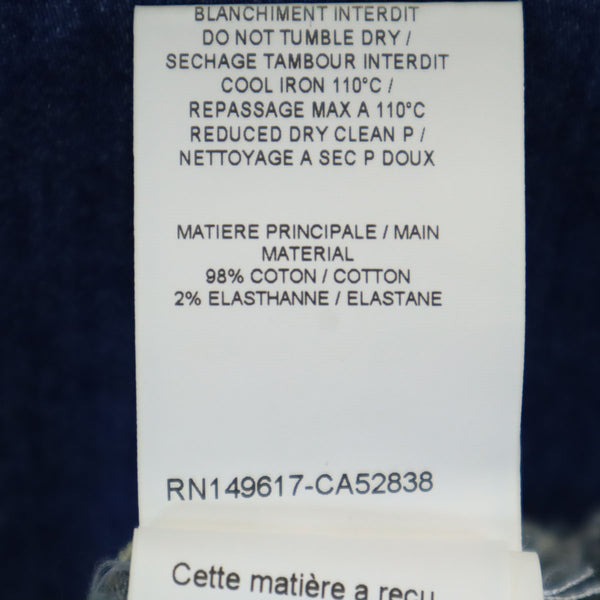 BLANCHIMENT INTERDIT
DO NOT TUMBLE DRY /
SECHAGE TAMBOUR INTERDIT
COOL IRON 110°C /
REPASSAGE MAX A 110°C
REDUCED DRY CLEAN P /
NETTOYAGE A SEC P DOUX
MATIERE PRINCIPALE / MAIN
MATERIAL
98% COTON / COTTON
2% ELASTHANNE / ELASTANE
RN149617-CA52838
Cette matière a reçu